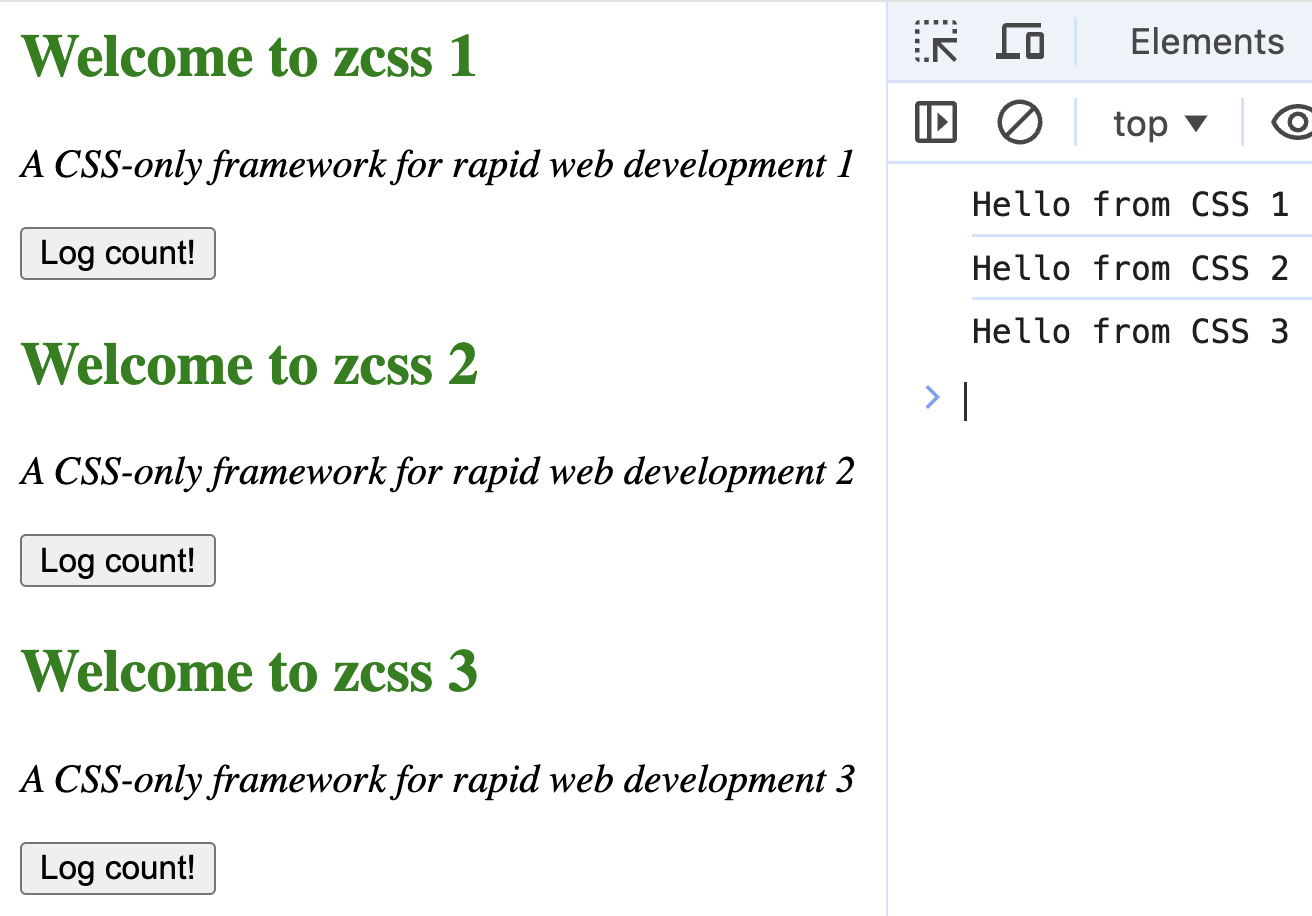 Welcome to zcss 1
A CSS-only framework for rapid web development 1
Log count!
Welcome to zcss 2
A CSS-only framework for rapid web development 2
Log count!
Welcome to zcss 3
A CSS-only framework for rapid web development 3
Log count!
Elements
top
Hello from CSS 1
Hello from CSS 2
Hello from CSS 3